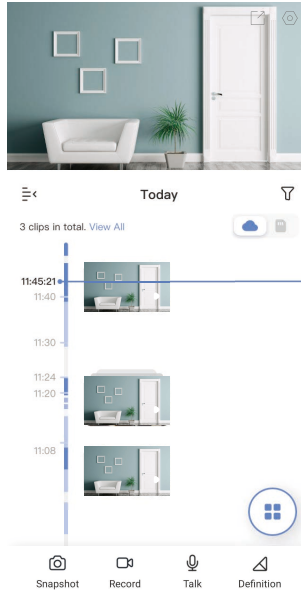 Today
3 clips in total. View All
11:45:21
11:40
11:30
11:24
11:20
11:08
Snapshot Record Talk Definition